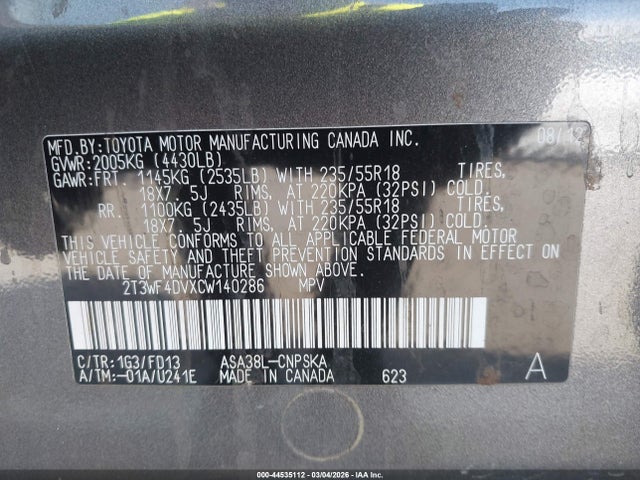 MFD.BY:TOYOTA MOTOR MANUFACTURING CANADA INC. 08/12
GVWR:2005KG (4430LB)
GAWR:FRT. 1145KG (2535LB) WITH 235/55R18 TIRES,
18X7. 5J RIMS, AT 220KPA (32PSI) COLD.
RR. 1100KG (2435LB) WITH 235/55R18 TIRES,
18X7. 5J RIMS, AT 220KPA (32PSI) COLD.
THIS VEHICLE CONFORMS TO ALL APPLICABLE FEDERAL MOTOR
VEHICLE SAFETY AND THEFT PREVENTION STANDARDS IN EFFECT ON
THE DATE OF MANUFACTURE SHOWN ABOVE.
2T3WF4DVXCW140286 MPV
C/TR:1G3/FD13 ASA38L-CNPSKA
A/TM:-01A/U241E MADE IN CANADA 623 A
000-44535112 - 03/04/2026 - IAAI Inc.